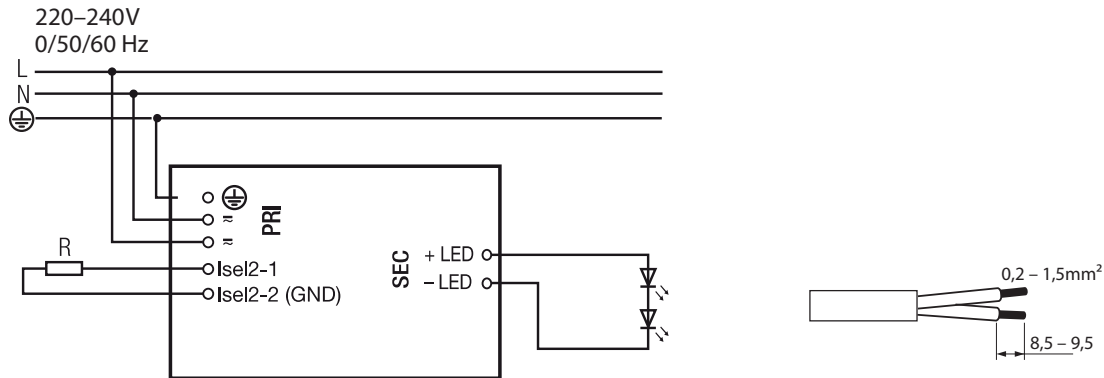 220–240V
0/50/60 Hz
L
N
PRI
≂
≂
R
Isel2-1
Isel2-2 (GND)
SEC
+ LED
– LED
0,2 – 1,5mm²
8,5 – 9,5